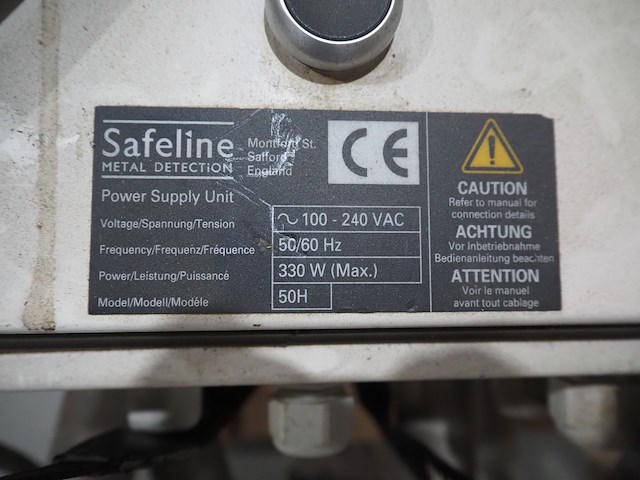 Safeline
METAL DETECTION
Montford St.
Salford
England
CE
Power Supply Unit
Voltage/Spannung/Tension
~ 100 - 240 VAC
Frequency/Frequenz/Fréquence
50/60 Hz
Power/Leistung/Puissancé
330 W (Max.)
Model/Modell/Modéle
50H
CAUTION
Refer to manual for
connection details
ACHTUNG
Vor Inbetriebnahme
Bedienanleitung beachten
ATTENTION
Voir le manuel
avant tout cablage